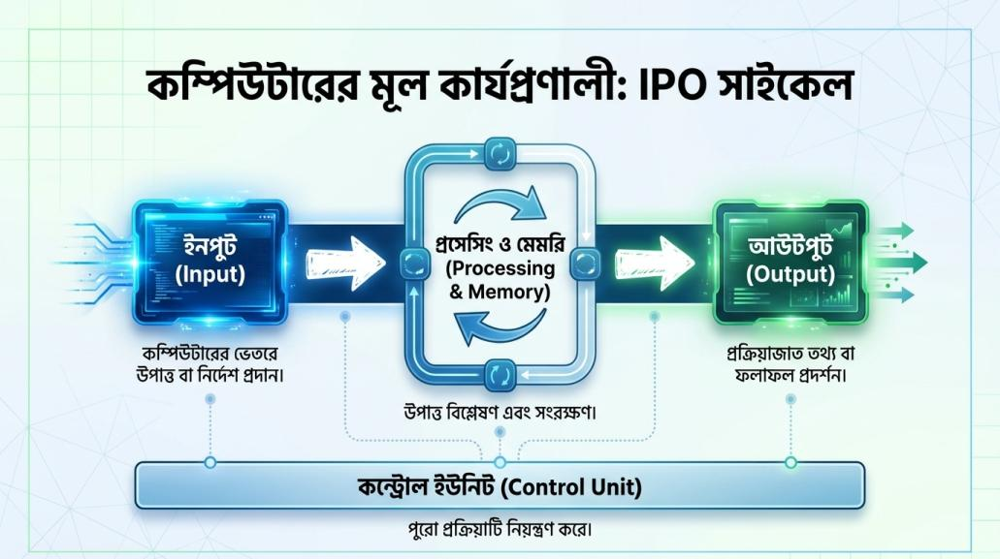 কম্পিউটারের মূল কার্যপ্রণালী: IPO সাইকেল
ইনপুট
(Input)
প্রসেসিং ও মেমরি
(Processing
& Memory)
আউটপুট
(Output)
কম্পিউটারের ভেতরে
উপাত্ত বা নির্দেশ প্রদান।
উপাত্ত বিশ্লেষণ এবং সংরক্ষণ।
প্রক্রিয়াজাত তথ্য বা
ফলাফল প্রদর্শন।
কন্ট্রোল ইউনিট (Control Unit)
পুরো প্রক্রিয়াটি নিয়ন্ত্রণ করে।